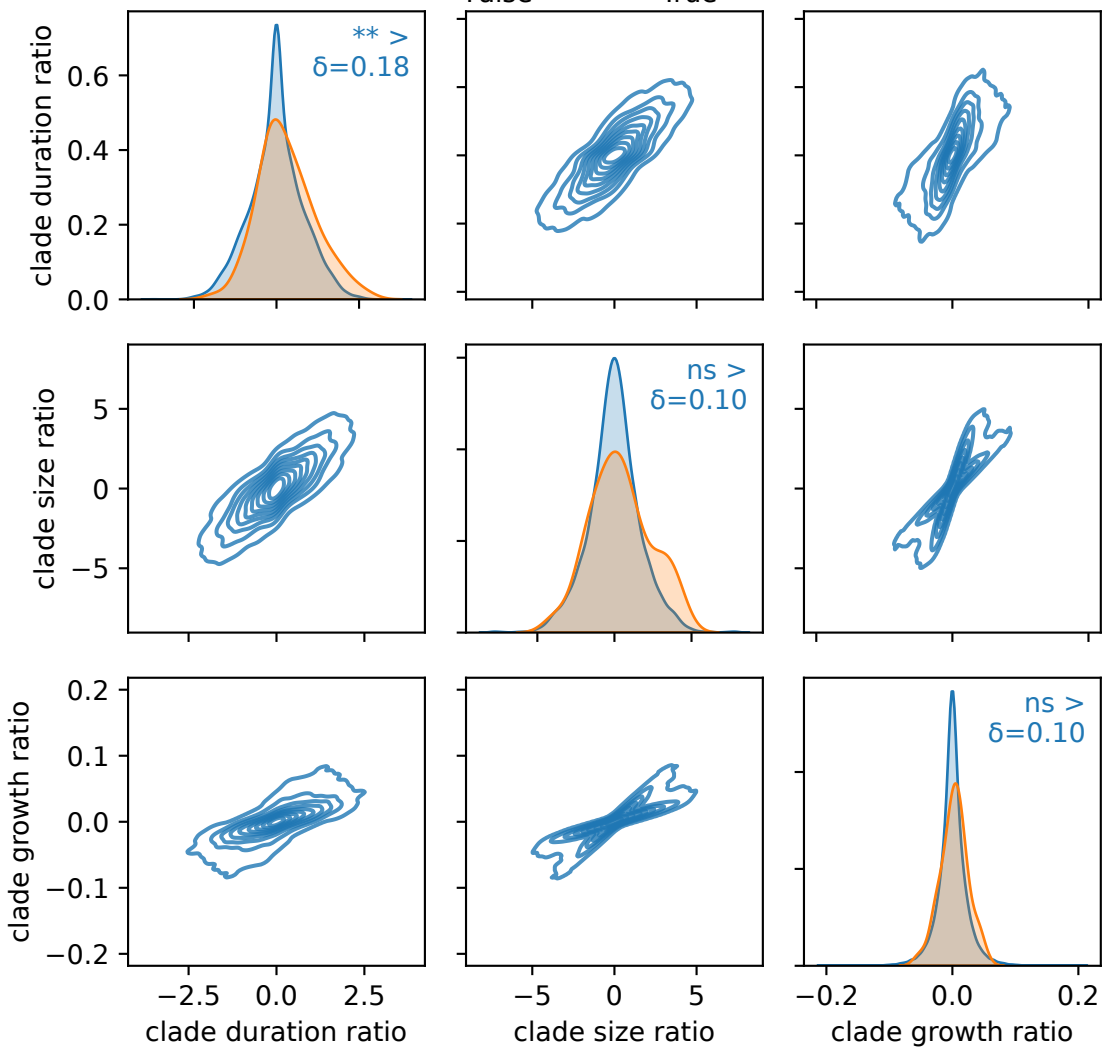 clade duration ratio
0.6
0.4
0.2
0.0
** >
δ=0.18
clade size ratio
5
0
−5
ns >
δ=0.10
clade growth ratio
0.2
0.1
0.0
−0.1
−0.2
ns >
δ=0.10
−2.5 0.0 2.5
clade duration ratio
−5 0 5
clade size ratio
−0.2 0.0 0.2
clade growth ratio